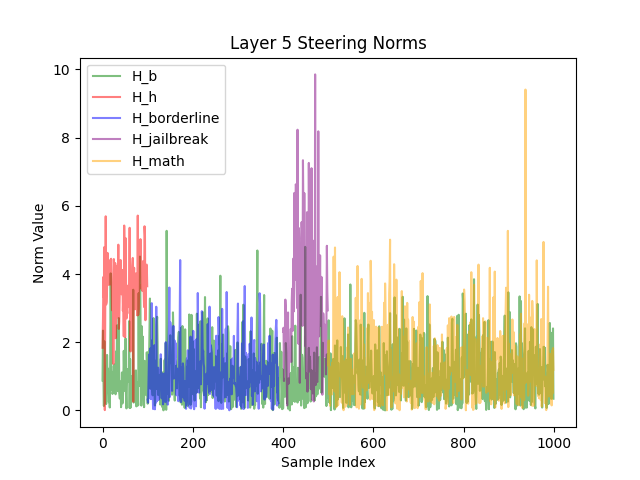 Layer 5 Steering Norms
H_b
H_h
H_borderline
H_jailbreak
H_math
Norm Value
10
8
6
4
2
0
0 200 400 600 800 1000
Sample Index